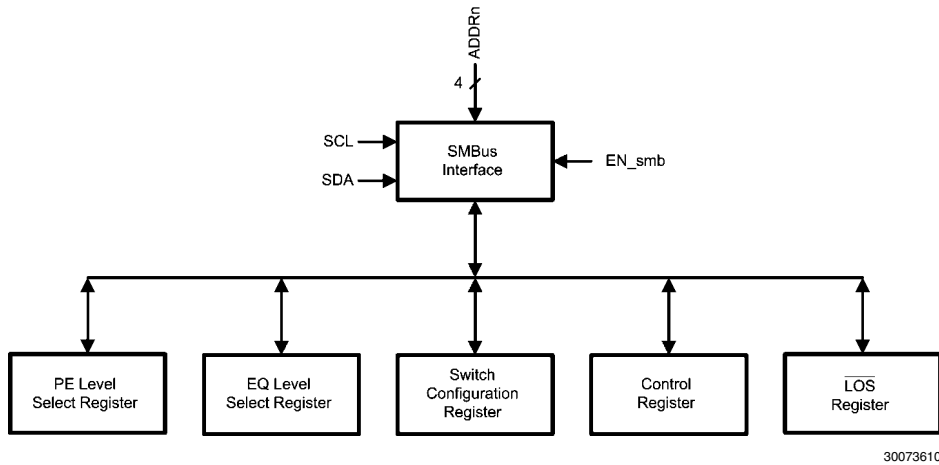 ADDRn
4
SCL
SDA
SMBus
Interface
EN_smb
PE Level
Select Register
EQ Level
Select Register
Switch
Configuration
Register
Control
Register
LOS
Register
30073610